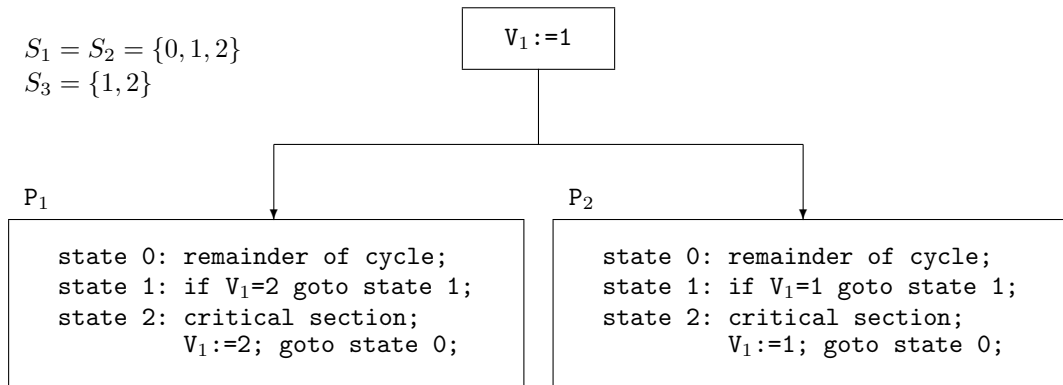 V₁:=1
S₁ = S₂ = {0, 1, 2}
S₃ = {1, 2}
P₁
state 0: remainder of cycle;
state 1: if V₁=2 goto state 1;
state 2: critical section;
V₁:=2; goto state 0;
P₂
state 0: remainder of cycle;
state 1: if V₁=1 goto state 1;
state 2: critical section;
V₁:=1; goto state 0;